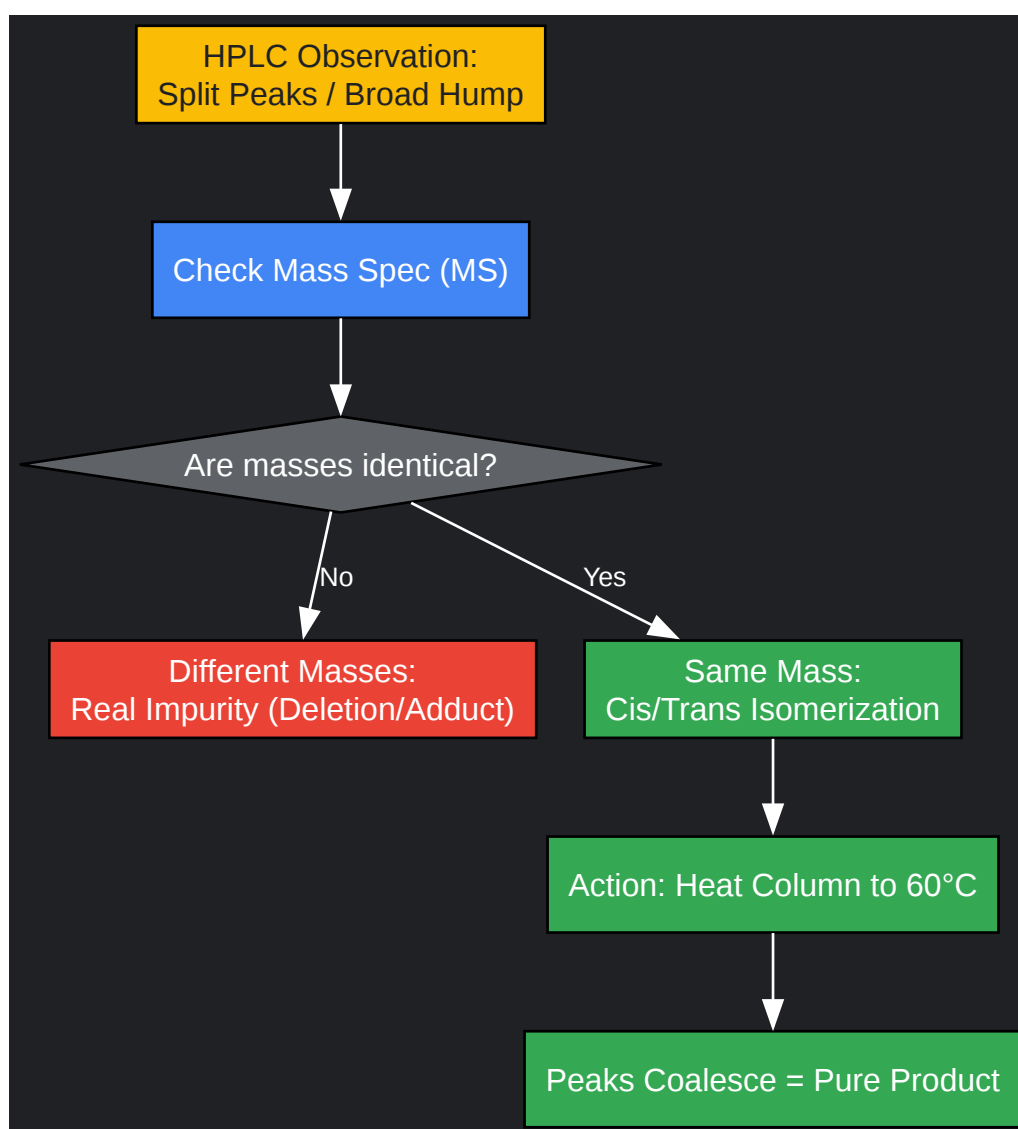 HPLC Observation:
Split Peaks / Broad Hump
Check Mass Spec (MS)
Are masses identical?
No
Yes
Different Masses:
Real Impurity (Deletion/Adduct)
Same Mass:
Cis/Trans Isomerization
Action: Heat Column to 60°C
Peaks Coalesce = Pure Product